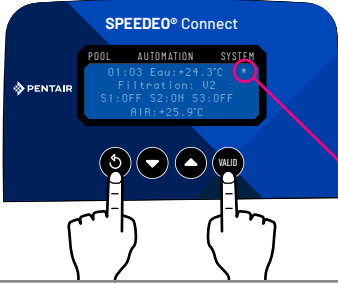 SPEEDEO® Connect
POOL AUTOMATION SYSTEM
01:03 Eau:+24.3°C *
Filtration: V2
S1:OFF S2:ON S3:OFF
AIR:+25.9°C
PENTAIR
VALID